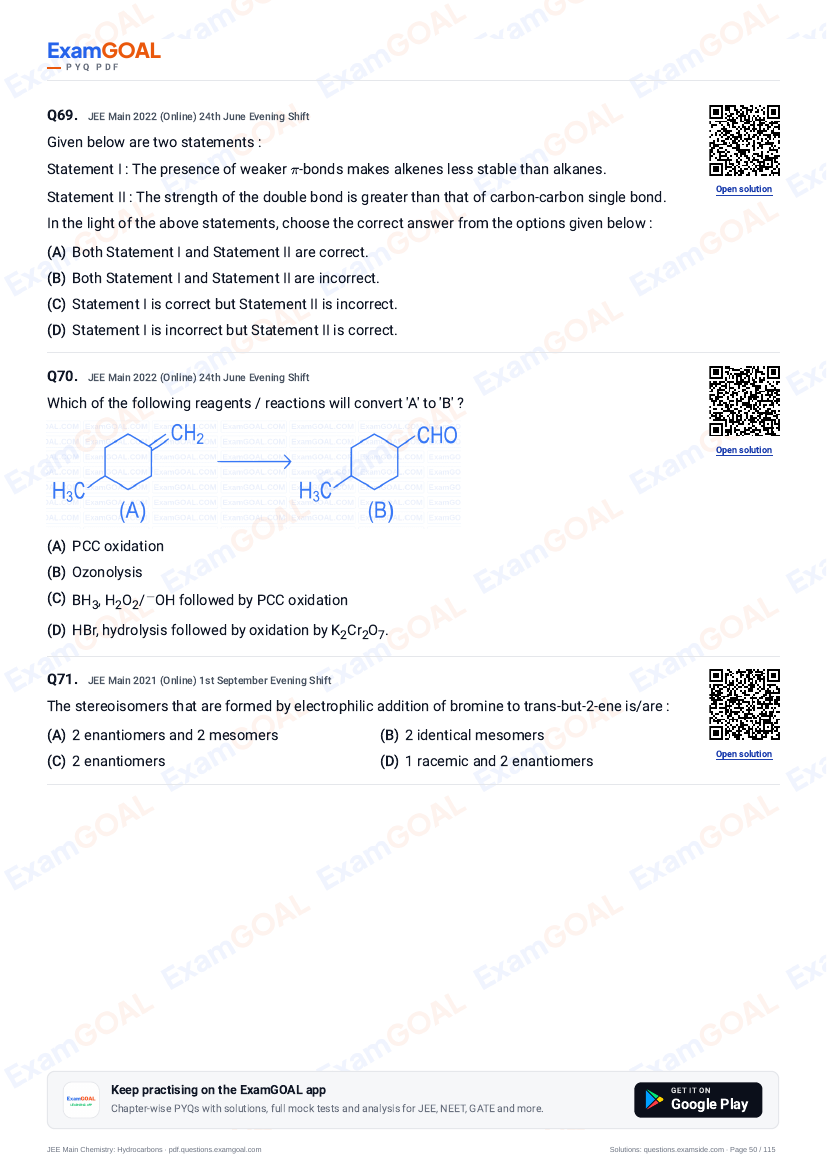 ExamGOAL
PYQ PDF
Q69. JEE Main 2022 (Online) 24th June Evening Shift
Given below are two statements :
Statement I : The presence of weaker π-bonds makes alkenes less stable than alkanes.
Statement II : The strength of the double bond is greater than that of carbon-carbon single bond.
In the light of the above statements, choose the correct answer from the options given below :
(A) Both Statement I and Statement II are correct.
(B) Both Statement I and Statement II are incorrect.
(C) Statement I is correct but Statement II is incorrect.
(D) Statement I is incorrect but Statement II is correct.
Open solution
Q70. JEE Main 2022 (Online) 24th June Evening Shift
Which of the following reagents / reactions will convert 'A' to 'B' ?
CH2 CHO
H3C H3C
(A) (B)
Open solution
(A) PCC oxidation
(B) Ozonolysis
(C) BH3, H2O2/⁻OH followed by PCC oxidation
(D) HBr, hydrolysis followed by oxidation by K2Cr2O7.
Q71. JEE Main 2021 (Online) 1st September Evening Shift
The stereoisomers that are formed by electrophilic addition of bromine to trans-but-2-ene is/are :
(A) 2 enantiomers and 2 mesomers (B) 2 identical mesomers
(C) 2 enantiomers (D) 1 racemic and 2 enantiomers
Open solution
Keep practising on the ExamGOAL app
Chapter-wise PYQs with solutions, full mock tests and analysis for JEE, NEET, GATE and more.
GET IT ON
Google Play
JEE Main Chemistry: Hydrocarbons · pdf.questions.examgoal.com Solutions: questions.examside.com · Page 50 / 115